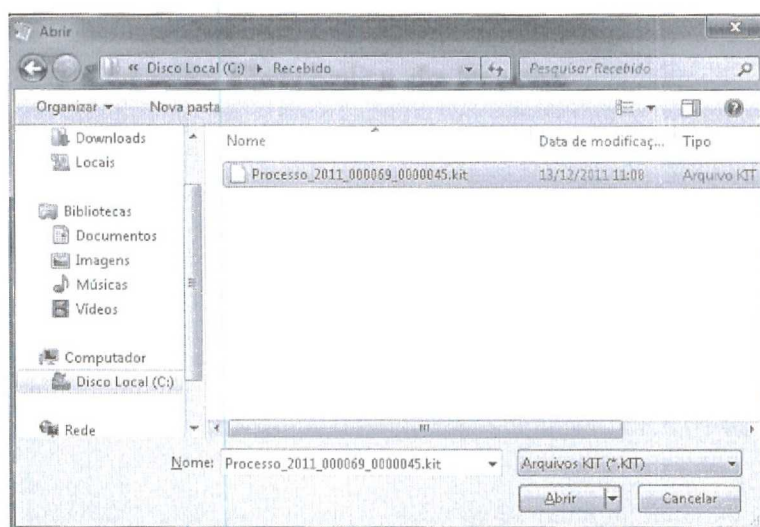 Abrir
« Disco Local (C:) ▸ Recebido
Pesquisar Recebido
Organizar
Nova pasta
Downloads
Locais
Bibliotecas
Documentos
Imagens
Músicas
Vídeos
Computador
Disco Local (C:)
Rede
Nome
Data de modificaç...
Tipo
Processo_2011_000069_0000045.kit
13/12/2011 11:08
Arquivo KIT
Nome:
Processo_2011_000069_0000045.kit
Arquivos KIT (*.KIT)
Abrir
Cancelar